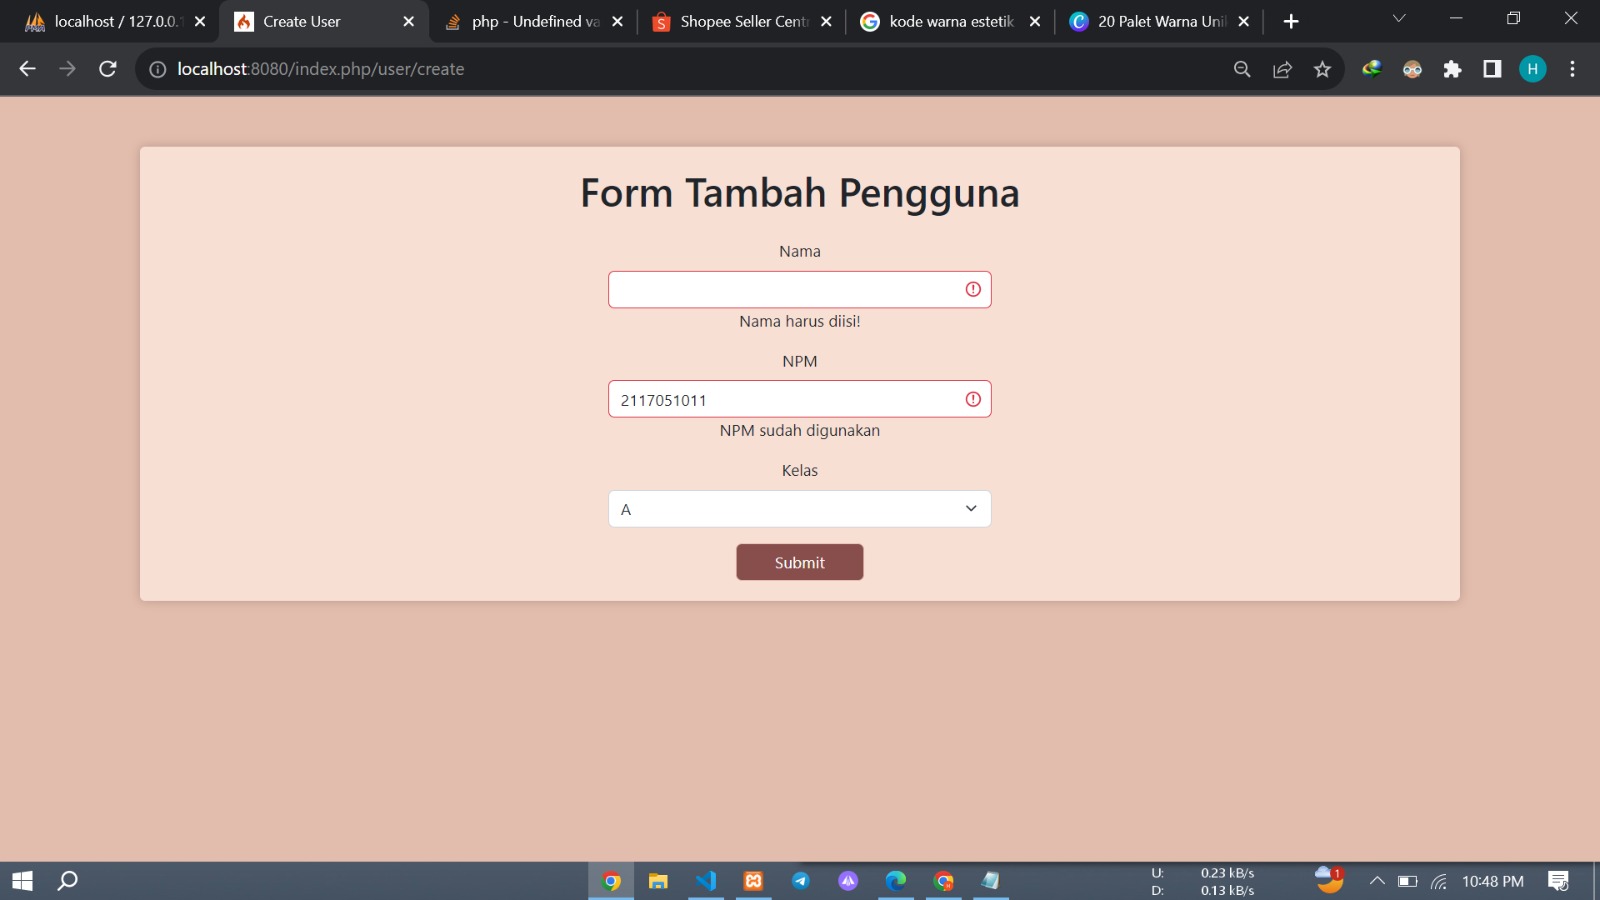 localhost / 127.0.0.1
Create User
php - Undefined va
Shopee Seller Cent
kode warna estetik
20 Palet Warna Uni
localhost:8080/index.php/user/create
H
Form Tambah Pengguna
Nama
Nama harus diisi!
NPM
2117051011
NPM sudah digunakan
Kelas
A
Submit
U: 0.23 kB/s
D: 0.13 kB/s
1
10:48 PM